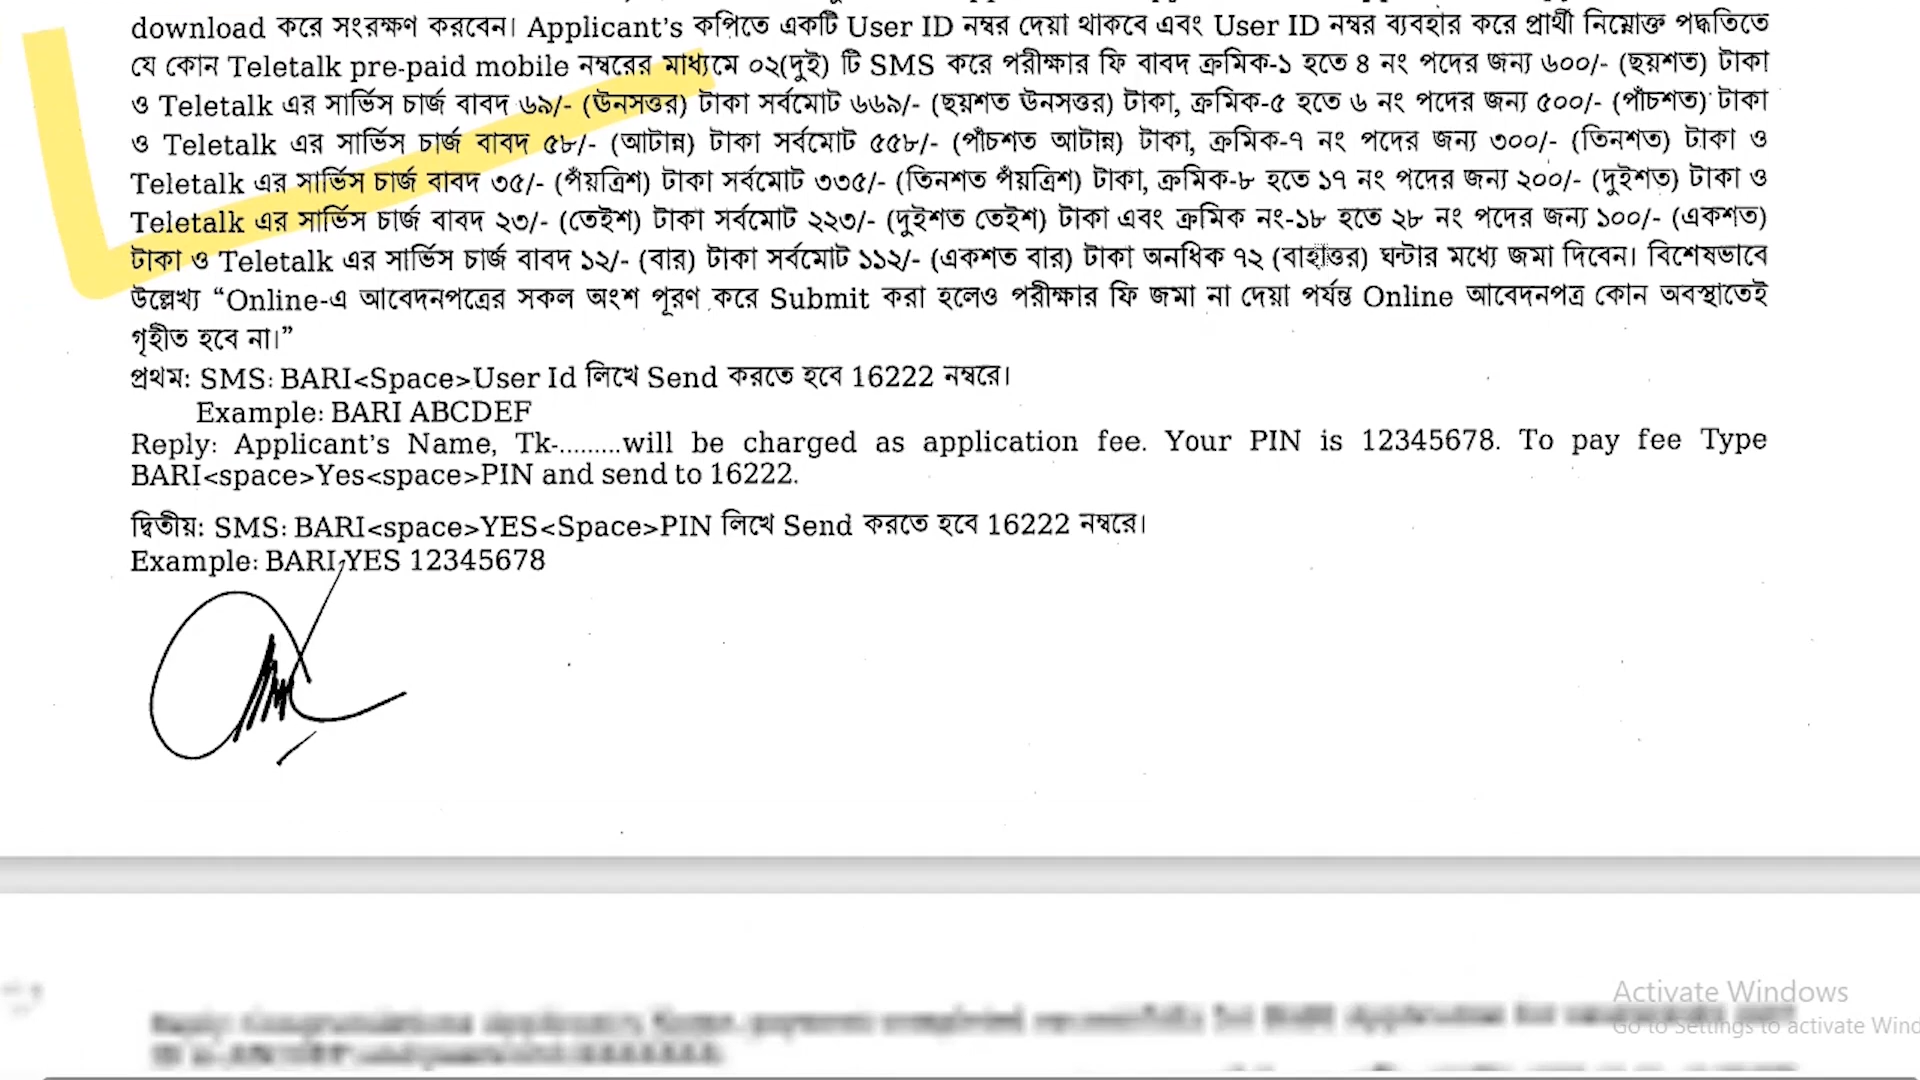 download করে সংরক্ষণ করবেন। Applicant's কপিতে একটি User ID নম্বর দেয়া থাকবে এবং User ID নম্বর ব্যবহার করে প্রার্থী নিম্নোক্ত পদ্ধতিতে
যে কোন Teletalk pre-paid mobile নম্বরের মাধ্যমে ০২(দুই) টি SMS করে পরীক্ষার ফি বাবদ ক্রমিক-১ হতে ৪ নং পদের জন্য ৬০০/- (ছয়শত) টাকা
ও Teletalk এর সার্ভিস চার্জ বাবদ ৬৯/- (ঊনসত্তর) টাকা সর্বমোট ৬৬৯/- (ছয়শত ঊনসত্তর) টাকা, ক্রমিক-৫ হতে ৬ নং পদের জন্য ৫০০/- (পাঁচশত) টাকা
ও Teletalk এর সার্ভিস চার্জ বাবদ ৫৮/- (আটান্ন) টাকা সর্বমোট ৫৫৮/- (পাঁচশত আটান্ন) টাকা, ক্রমিক-৭ নং পদের জন্য ৩০০/- (তিনশত) টাকা ও
Teletalk এর সার্ভিস চার্জ বাবদ ৩৫/- (পঁয়ত্রিশ) টাকা সর্বমোট ৩৩৫/- (তিনশত পঁয়ত্রিশ) টাকা, ক্রমিক-৮ হতে ১৭ নং পদের জন্য ২০০/- (দুইশত) টাকা ও
Teletalk এর সার্ভিস চার্জ বাবদ ২৩/- (তেইশ) টাকা সর্বমোট ২২৩/- (দুইশত তেইশ) টাকা এবং ক্রমিক নং-১৮ হতে ২৮ নং পদের জন্য ১০০/- (একশত)
টাকা ও Teletalk এর সার্ভিস চার্জ বাবদ ১২/- (বার) টাকা সর্বমোট ১১২/- (একশত বার) টাকা অনধিক ৭২ (বাহাত্তর) ঘন্টার মধ্যে জমা দিবেন। বিশেষভাবে
উল্লেখ্য “Online-এ আবেদনপত্রের সকল অংশ পূরণ করে Submit করা হলেও পরীক্ষার ফি জমা না দেয়া পর্যন্ত Online আবেদনপত্র কোন অবস্থাতেই
গৃহীত হবে না।”
প্রথম: SMS: BARI<Space>User Id লিখে Send করতে হবে 16222 নম্বরে।
Example: BARI ABCDEF
Reply: Applicant's Name, Tk-.........will be charged as application fee. Your PIN is 12345678. To pay fee Type
BARI<space>Yes<space>PIN and send to 16222.
দ্বিতীয়: SMS: BARI<space>YES<Space>PIN লিখে Send করতে হবে 16222 নম্বরে।
Example: BARI YES 12345678
Activate Windows
Go to Settings to activate Wind